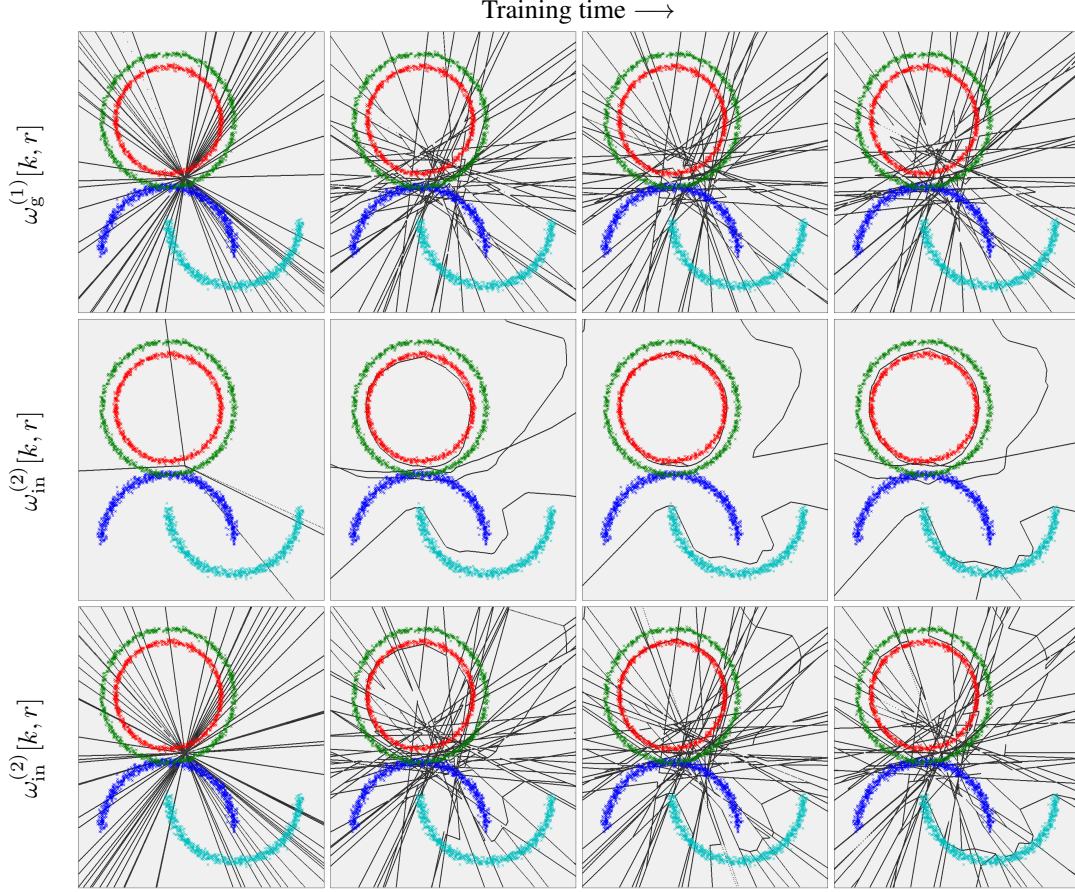 Training time ⟶
ω_g^(1)[k, r]
ω_in^(2)[k, r]
ω_in^(2)[k, r]